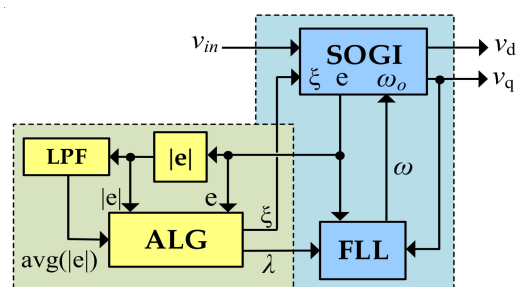 v_in
SOGI
v_d
ξ e ω_o
v_q
LPF
|e|
ω
|e|
e
ξ
ALG
FLL
avg(|e|)
λ